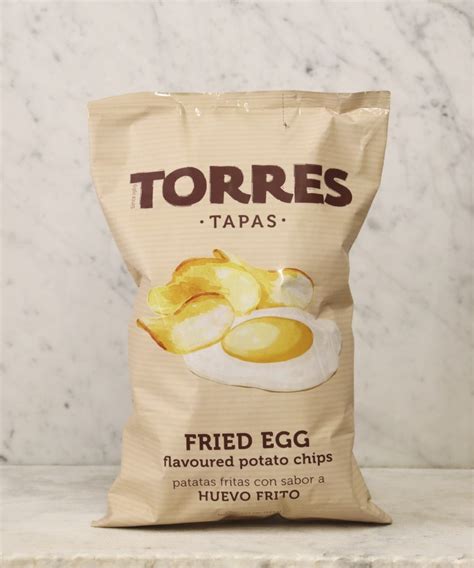 TORRES
· TAPAS ·
FRIED EGG
flavoured potato chips
patatas fritas con sabor a
HUEVO FRITO